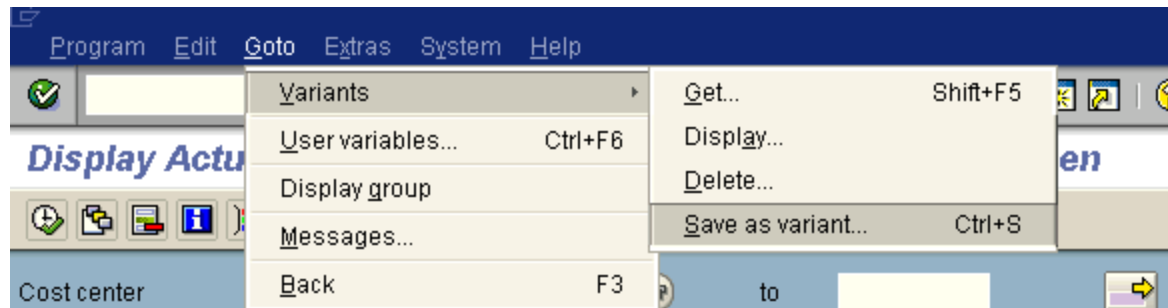 Program Edit Goto Extras System Help
Variants
User variables... Ctrl+F6
Display group
Messages...
Back F3
Get... Shift+F5
Display...
Delete...
Save as variant... Ctrl+S
Display Actu
en
Cost center
to